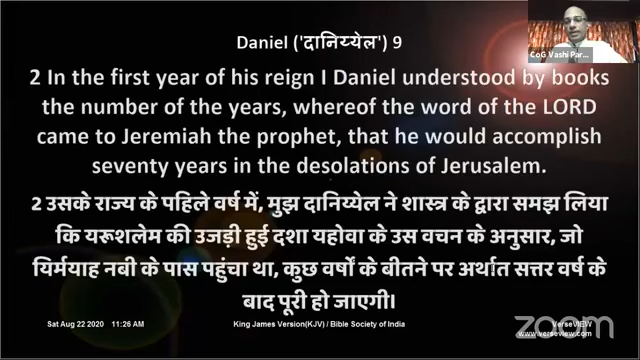 Daniel ('दानिय्येल') 9
CoG Vashi Par...
2 In the first year of his reign I Daniel understood by books
the number of the years, whereof the word of the LORD
came to Jeremiah the prophet, that he would accomplish
seventy years in the desolations of Jerusalem.
2 उसके राज्य के पहिले वर्ष में, मुझ दानिय्येल ने शास्त्र के द्वारा समझ लिया
कि यरूशलेम की उजड़ी हुई दशा यहोवा के उस वचन के अनुसार, जो
यिर्मयाह नबी के पास पहुंचा था, कुछ वर्षों के बीतने पर अर्थात सत्तर वर्ष के
बाद पूरी हो जाएगी।
Sat Aug 22 2020 11:26 AM King James Version(KJV) / Bible Society of India VerseVIEW
www.verseview.com
zoom